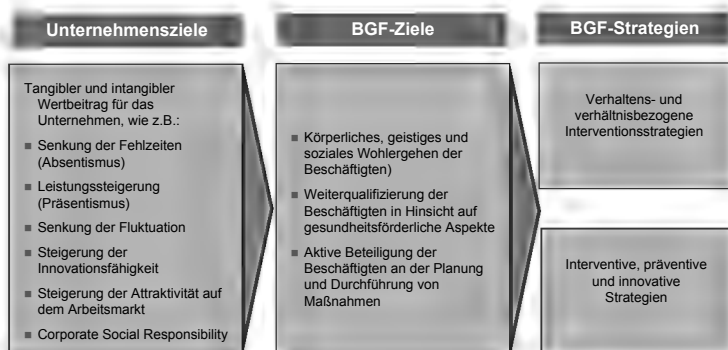 Unternehmensziele
Tangibler und intangibler
Wertbeitrag für das
Unternehmen, wie z.B.:
■ Senkung der Fehlzeiten
(Absentismus)
■ Leistungssteigerung
(Präsentismus)
■ Senkung der Fluktuation
■ Steigerung der
Innovationsfähigkeit
■ Steigerung der Attraktivität auf
dem Arbeitsmarkt
■ Corporate Social Responsibility
BGF-Ziele
■ Körperliches, geistiges und
soziales Wohlergehen der
Beschäftigten)
■ Weiterqualifizierung der
Beschäftigten in Hinsicht auf
gesundheitsförderliche Aspekte
■ Aktive Beteiligung der
Beschäftigten an der Planung
und Durchführung von
Maßnahmen
BGF-Strategien
Verhaltens- und
verhältnisbezogene
Interventionsstrategien
Interventive, präventive
und innovative
Strategien